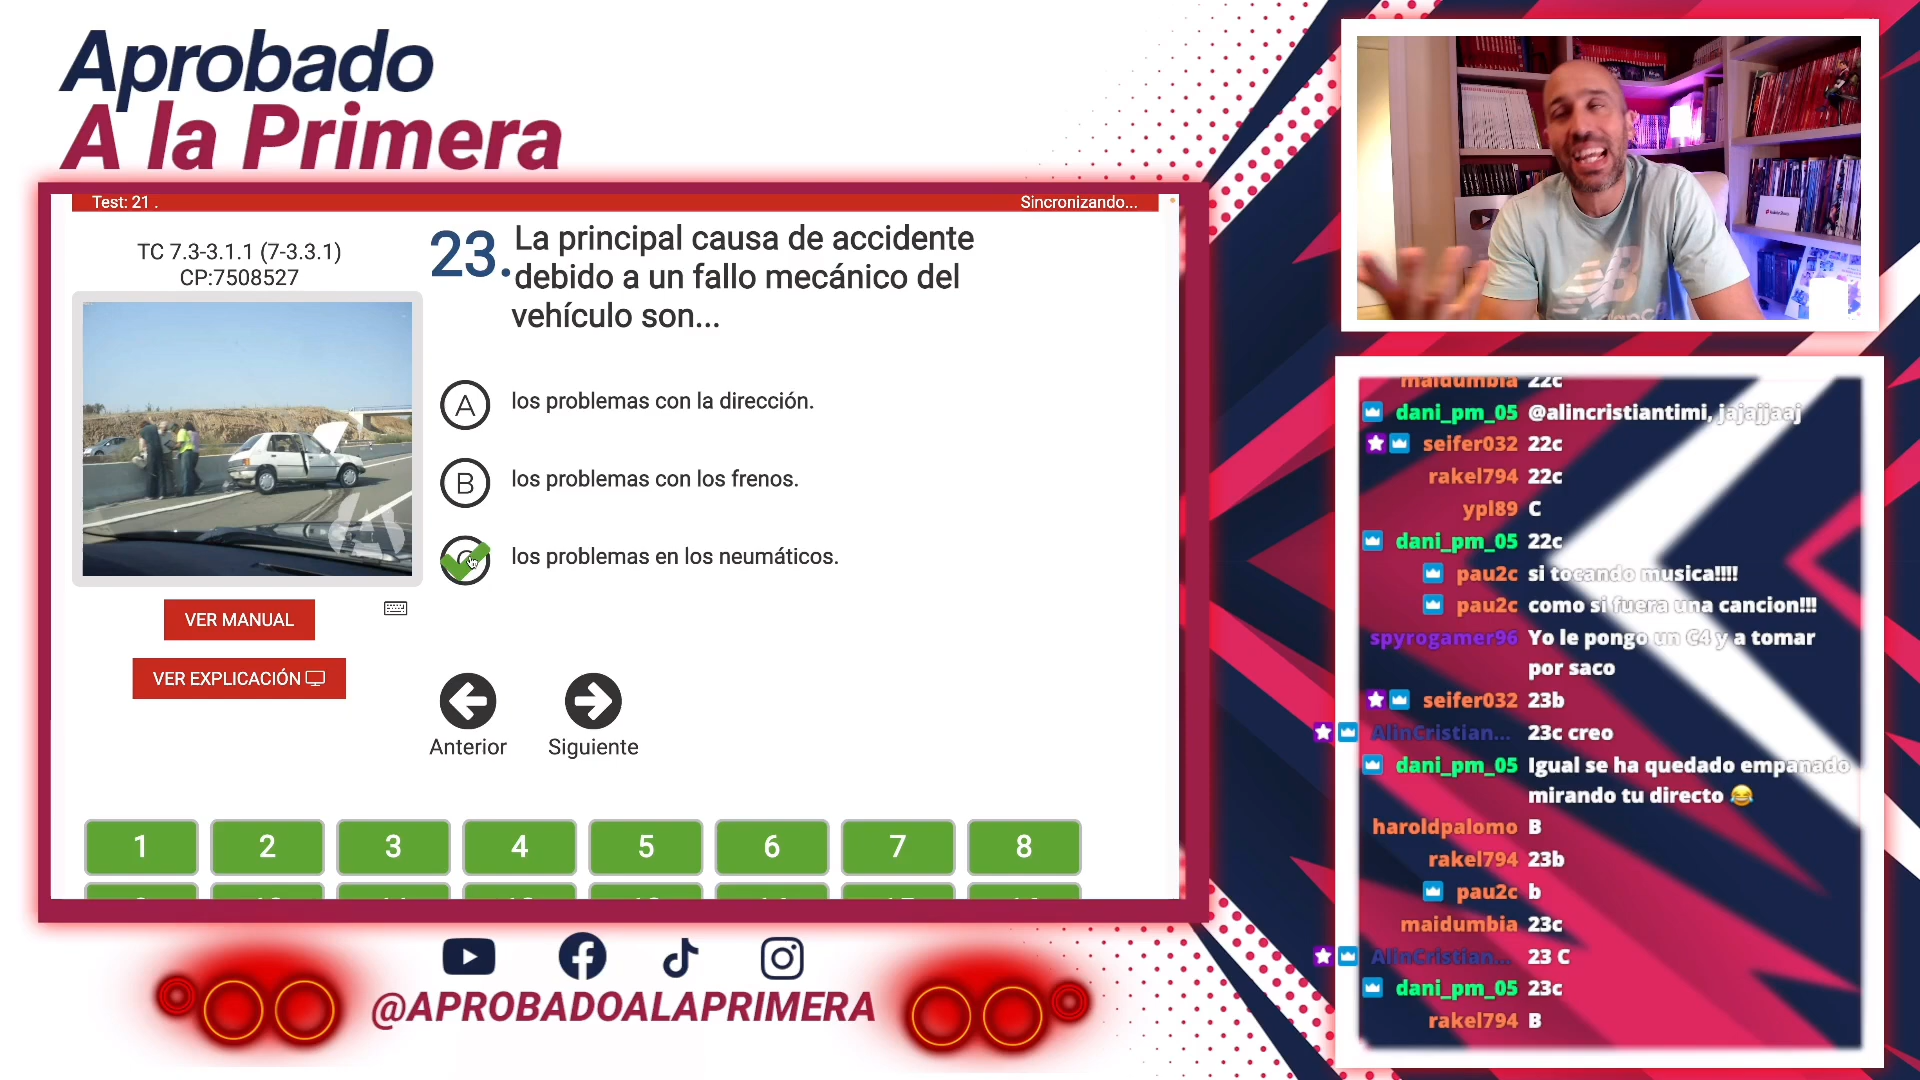 Aprobado
A la Primera
Test: 21 .
Sincronizando...
TC 7.3-3.1.1 (7-3.3.1)
CP:7508527
23. La principal causa de accidente
debido a un fallo mecánico del
vehículo son...
A los problemas con la dirección.
B los problemas con los frenos.
los problemas en los neumáticos.
VER MANUAL
VER EXPLICACIÓN
Anterior
Siguiente
1 2 3 4 5 6 7 8
@APROBADOALAPRIMERA
maidumbia 22c
dani_pm_05 @alincristiantimi, jajajjaaj
seifer032 22c
rakel794 22c
ypl89 C
dani_pm_05 22c
pau2c si tocando musica!!!!
pau2c como si fuera una cancion!!!
spyrogamer96 Yo le pongo un C4 y a tomar
por saco
seifer032 23b
AlinCristian... 23c creo
dani_pm_05 Igual se ha quedado empanado
mirando tu directo 😂
haroldpalomo B
rakel794 23b
pau2c b
maidumbia 23c
AlinCristian... 23 C
dani_pm_05 23c
rakel794 B